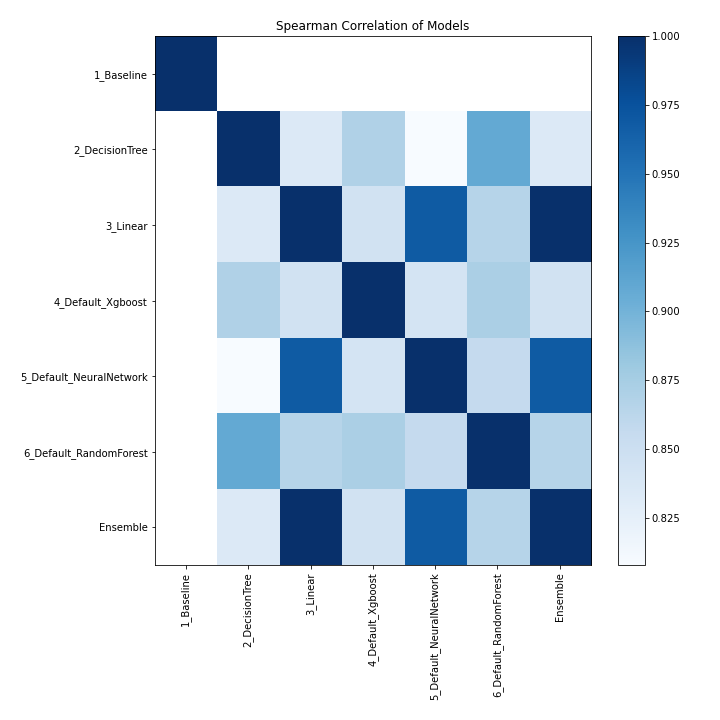 Spearman Correlation of Models
1_Baseline
2_DecisionTree
3_Linear
4_Default_Xgboost
5_Default_NeuralNetwork
6_Default_RandomForest
Ensemble
1_Baseline
2_DecisionTree
3_Linear
4_Default_Xgboost
5_Default_NeuralNetwork
6_Default_RandomForest
Ensemble
1.000
0.975
0.950
0.925
0.900
0.875
0.850
0.825